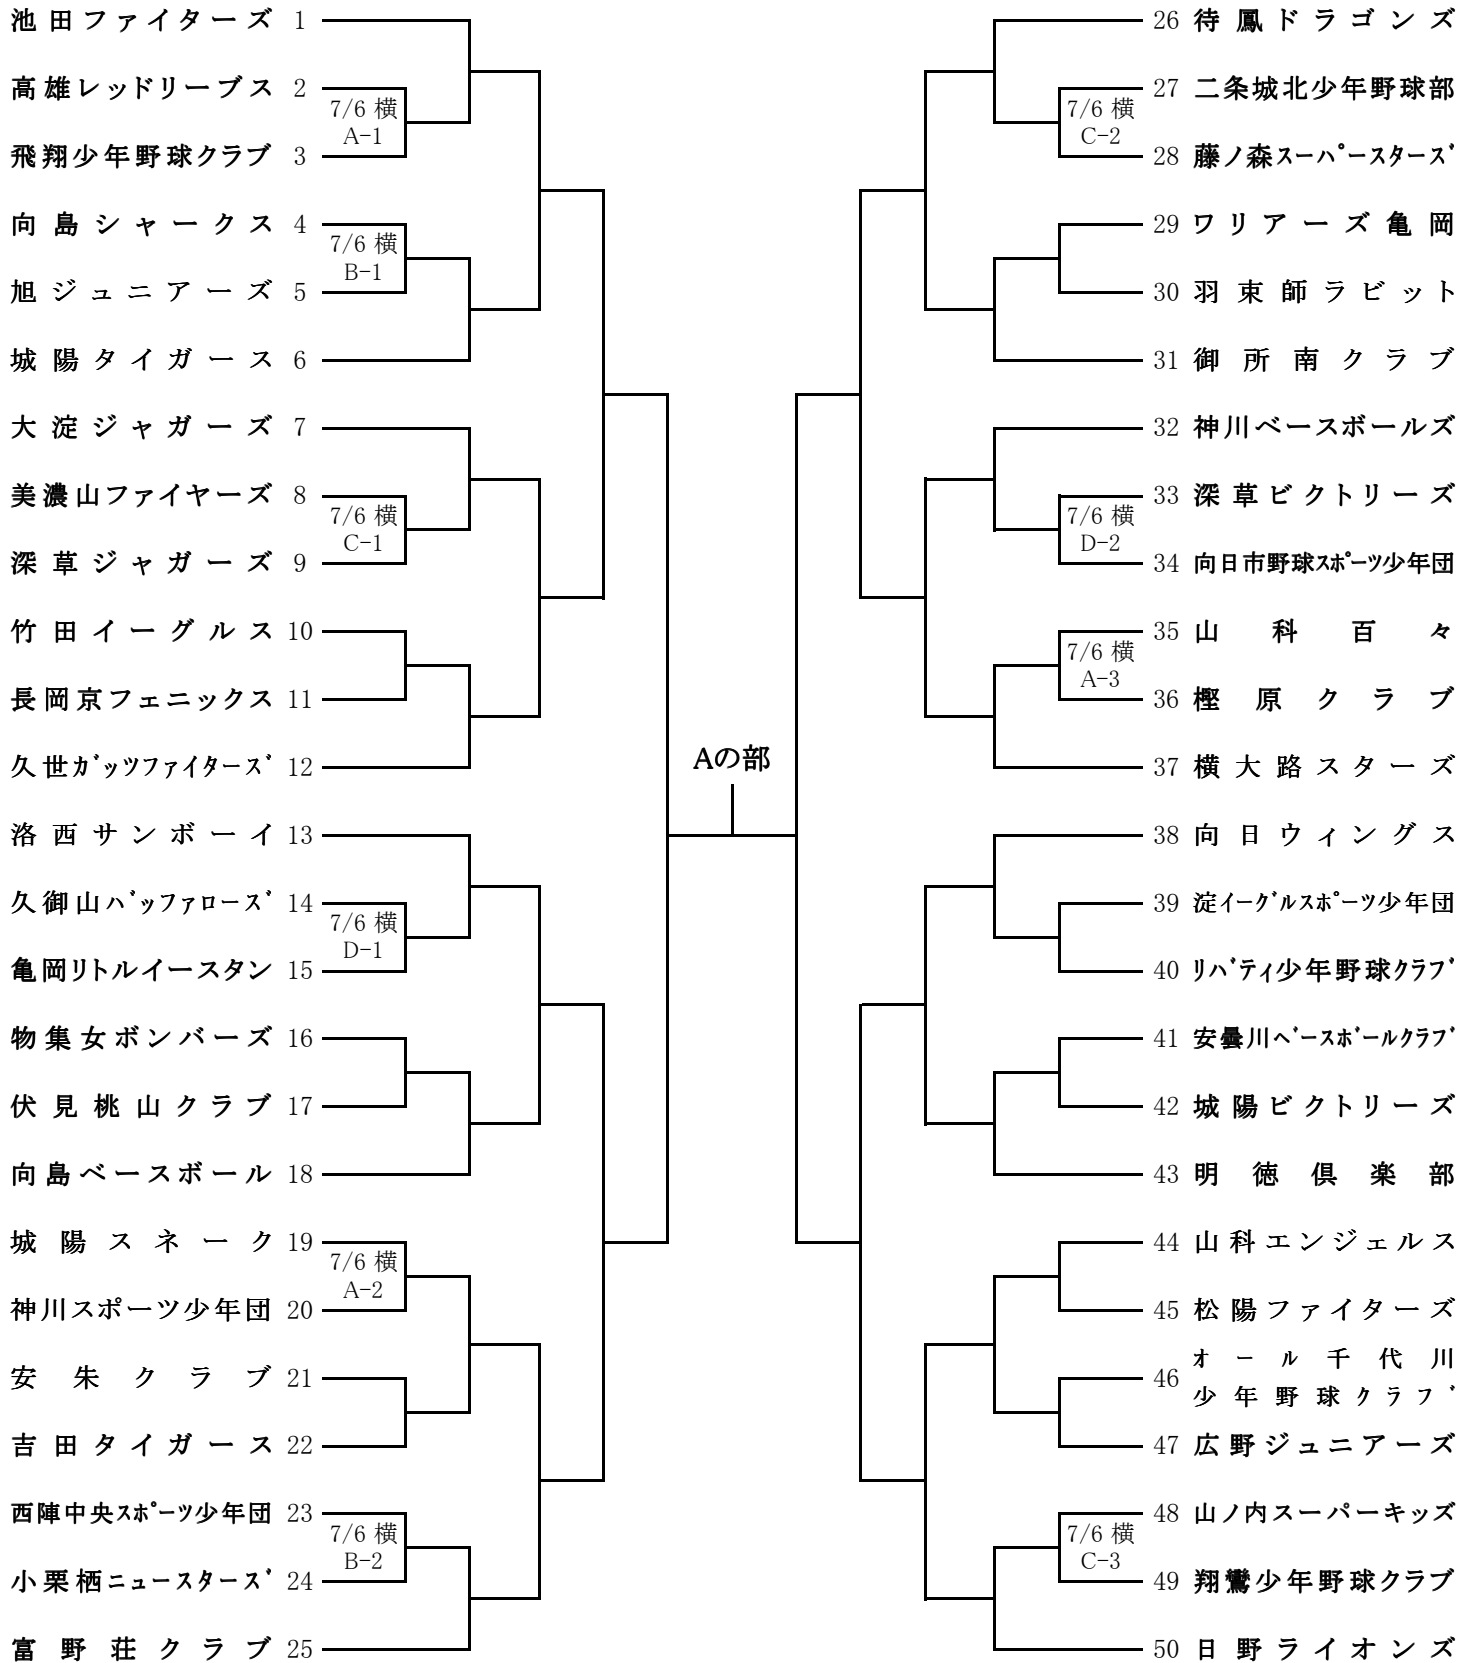 池田ファイターズ 1
高雄レッドリーブス 2
7/6 横
A-1
飛翔少年野球クラブ 3
向島シャークス 4
7/6 横
B-1
旭ジュニアーズ 5
城陽タイガース 6
大淀ジャガーズ 7
美濃山ファイヤーズ 8
7/6 横
C-1
深草ジャガーズ 9
竹田イーグルス 10
長岡京フェニックス 11
久世ガッツファイターズ 12
洛西サンボーイ 13
久御山バッファローズ 14
7/6 横
D-1
亀岡リトルイースタン 15
物集女ボンバーズ 16
伏見桃山クラブ 17
向島ベースボール 18
城陽スネーク 19
7/6 横
A-2
神川スポーツ少年団 20
安朱クラブ 21
吉田タイガース 22
西陣中央スポーツ少年団 23
7/6 横
B-2
小栗栖ニュースターズ 24
富野荘クラブ 25
Aの部
26 待鳳ドラゴンズ
27 二条城北少年野球部
7/6 横
C-2
28 藤ノ森スーパースターズ
29 ワリアーズ亀岡
30 羽束師ラビット
31 御所南クラブ
32 神川ベースボールズ
33 深草ビクトリーズ
7/6 横
D-2
34 向日市野球スポーツ少年団
35 山科百々
7/6 横
A-3
36 樫原クラブ
37 横大路スターズ
38 向日ウィングス
39 淀イーグルスポーツ少年団
40 リバティ少年野球クラブ
41 安曇川ベースボールクラブ
42 城陽ビクトリーズ
43 明徳倶楽部
44 山科エンジェルス
45 松陽ファイターズ
46 オール千代川
少年野球クラブ
47 広野ジュニアーズ
48 山ノ内スーパーキッズ
7/6 横
C-3
49 翔鸞少年野球クラブ
50 日野ライオンズ